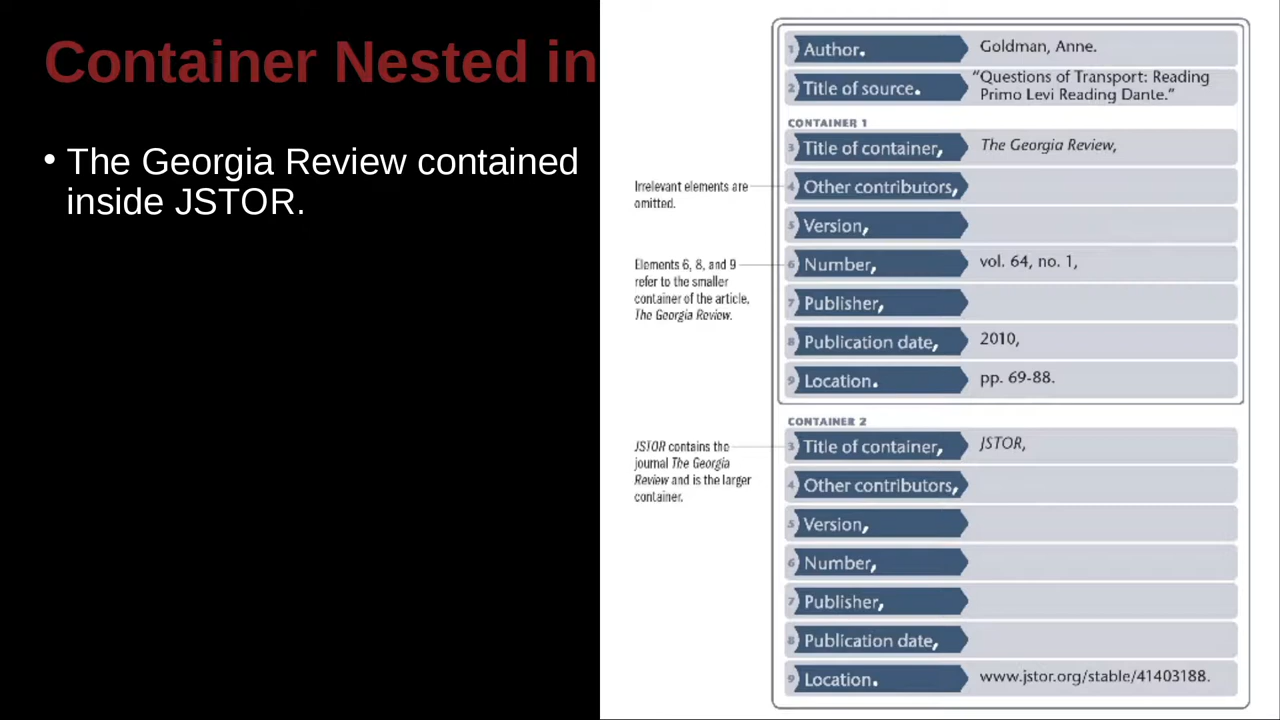 Container Nested in
• The Georgia Review contained
inside JSTOR.
Irrelevant elements are
omitted.
Elements 6, 8, and 9
refer to the smaller
container of the article,
The Georgia Review.
JSTOR contains the
journal The Georgia
Review and is the larger
container.
1 Author. Goldman, Anne.
2 Title of source. “Questions of Transport: Reading
Primo Levi Reading Dante.”
CONTAINER 1
3 Title of container, The Georgia Review,
4 Other contributors,
5 Version,
6 Number, vol. 64, no. 1,
7 Publisher,
8 Publication date, 2010,
9 Location. pp. 69-88.
CONTAINER 2
3 Title of container, JSTOR,
4 Other contributors,
5 Version,
6 Number,
7 Publisher,
8 Publication date,
9 Location. www.jstor.org/stable/41403188.